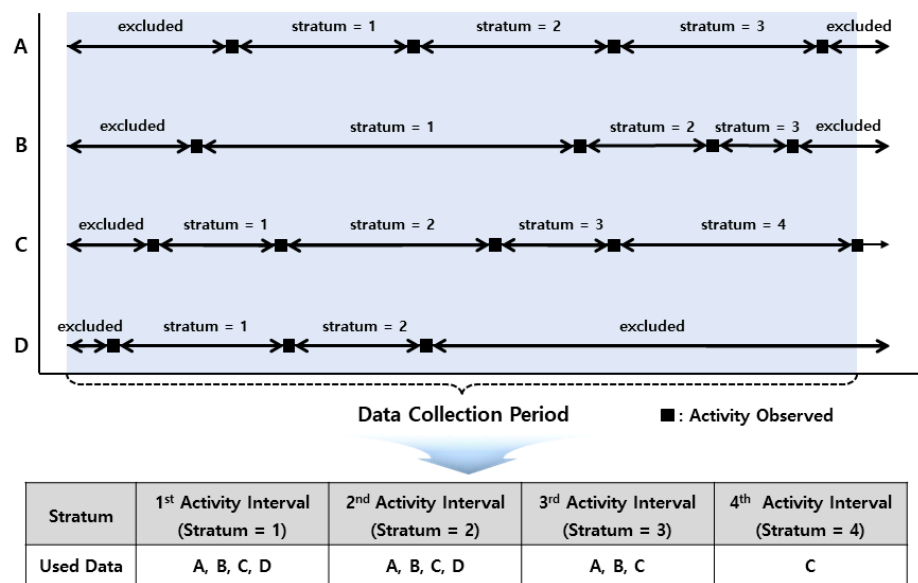 excluded stratum = 1 stratum = 2 stratum = 3 excluded
A
excluded stratum = 1 stratum = 2 stratum = 3 excluded
B
excluded stratum = 1 stratum = 2 stratum = 3 stratum = 4
C
excluded stratum = 1 stratum = 2 excluded
D
Data Collection Period ■ : Activity Observed
Stratum 1st Activity Interval 2nd Activity Interval 3rd Activity Interval 4th Activity Interval
(Stratum = 1) (Stratum = 2) (Stratum = 3) (Stratum = 4)
Used Data A, B, C, D A, B, C, D A, B, C C